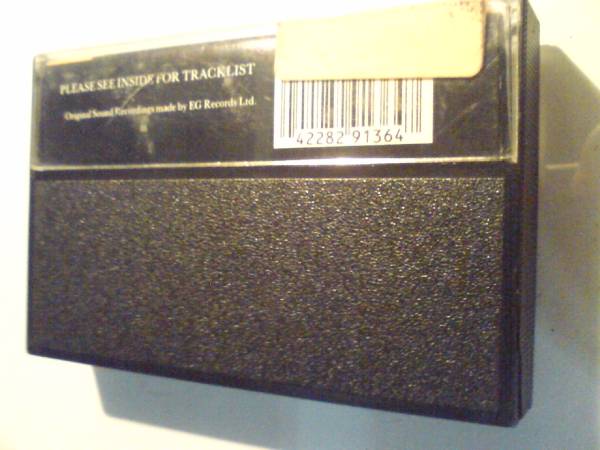 PLEASE SEE INSIDE FOR TRACKLIST
Original Sound Recordings made by EG Records Ltd.
42282 91364